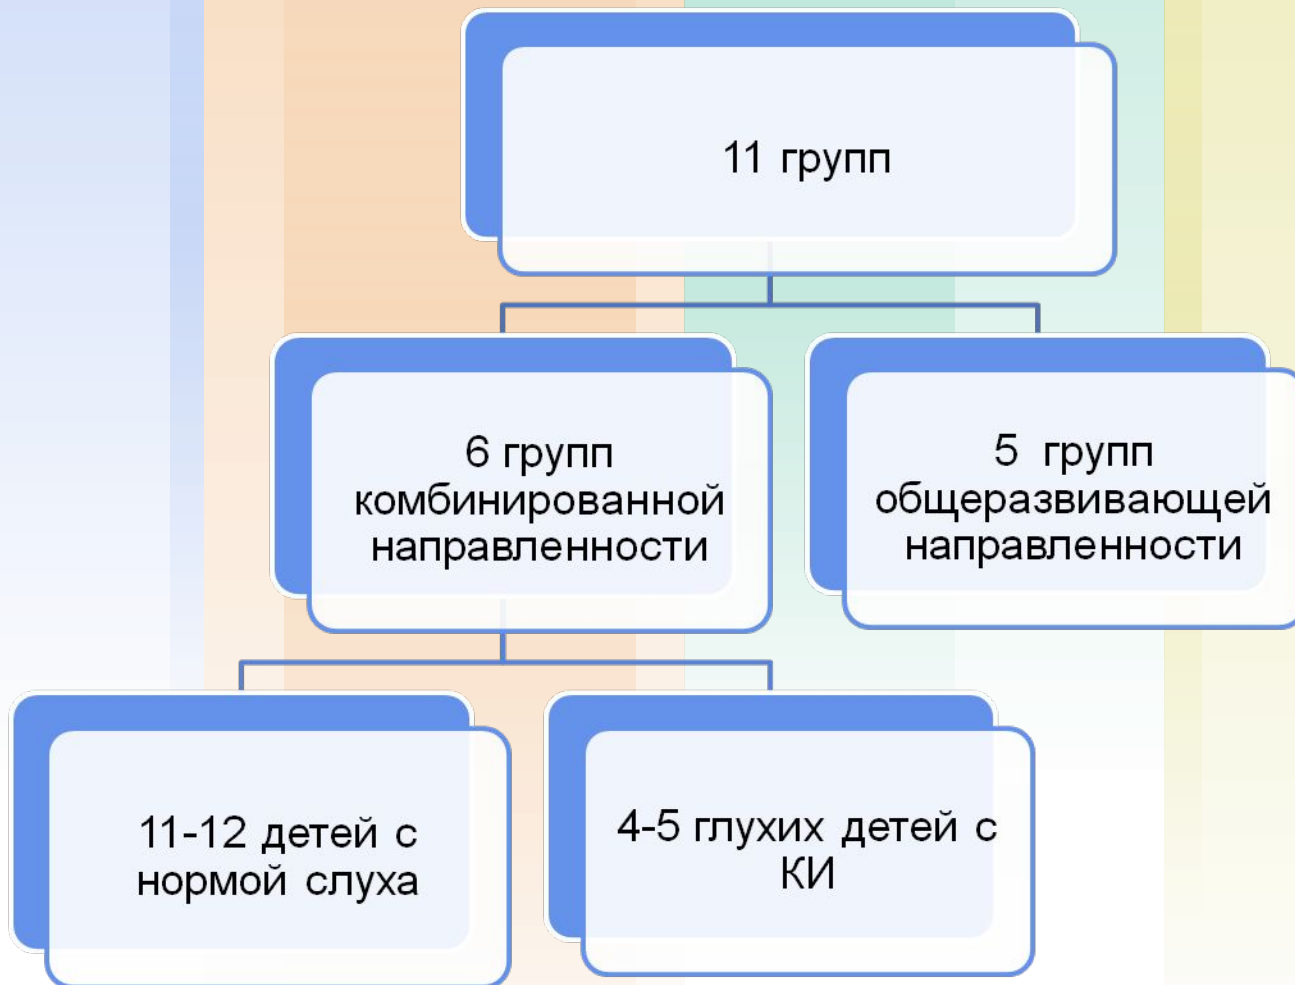 11 групп
6 групп
комбинированной
направленности
5 групп
общеразвивающей
направленности
11-12 детей с
нормой слуха
4-5 глухих детей с
КИ